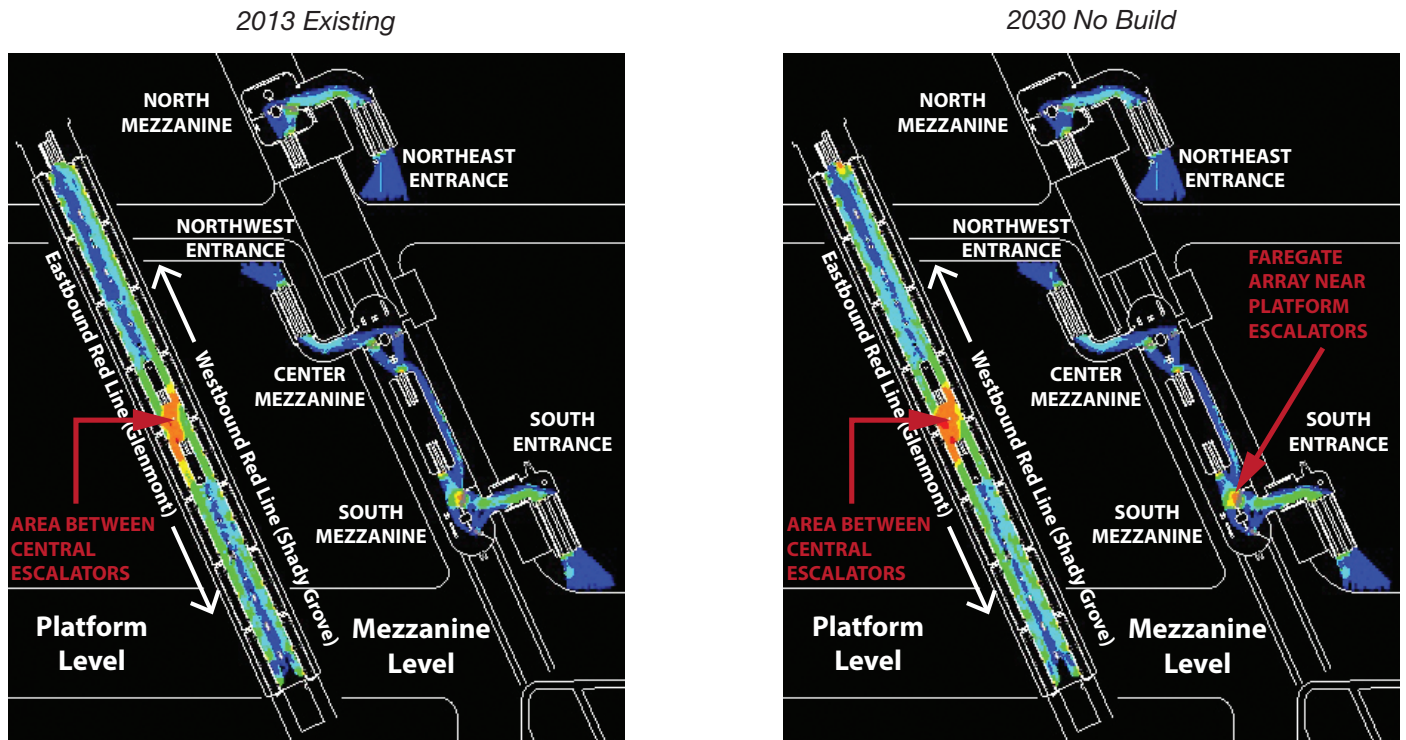 2013 Existing
NORTH
MEZZANINE
NORTHEAST
ENTRANCE
NORTHWEST
ENTRANCE
Eastbound Red Line (Glenmont)
Westbound Red Line (Shady Grove)
CENTER
MEZZANINE
SOUTH
ENTRANCE
AREA BETWEEN
CENTRAL
ESCALATORS
SOUTH
MEZZANINE
Platform
Level
Mezzanine
Level
2030 No Build
NORTH
MEZZANINE
NORTHEAST
ENTRANCE
NORTHWEST
ENTRANCE
FAREGATE
ARRAY NEAR
PLATFORM
ESCALATORS
Eastbound Red Line (Glenmont)
Westbound Red Line (Shady Grove)
CENTER
MEZZANINE
SOUTH
ENTRANCE
AREA BETWEEN
CENTRAL
ESCALATORS
SOUTH
MEZZANINE
Platform
Level
Mezzanine
Level